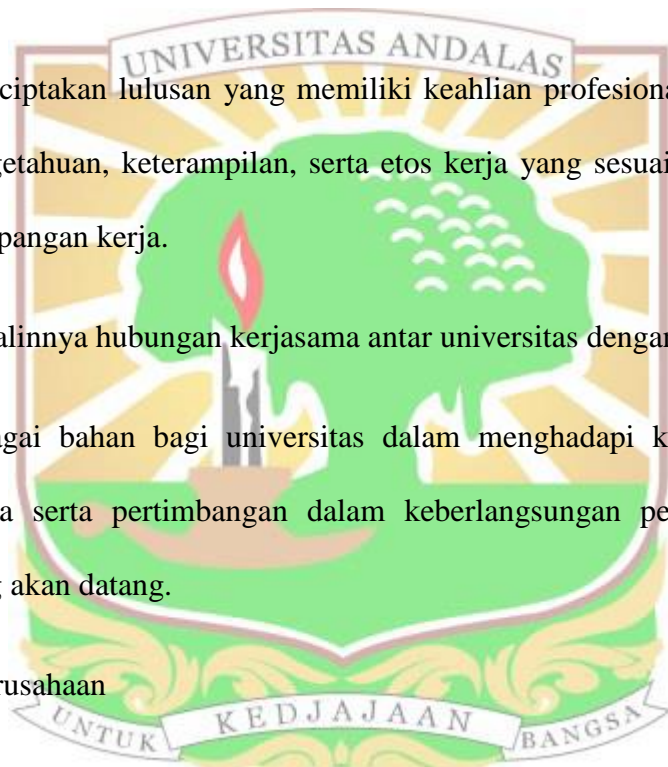 UNIVERSITAS ANDALAS
ciptakan lulusan yang memiliki keahlian profesiona
getahuan, keterampilan, serta etos kerja yang sesuai
pangan kerja.
alinnya hubungan kerjasama antar universitas dengan
agai bahan bagi universitas dalam menghadapi k
a serta pertimbangan dalam keberlangsungan pe
g akan datang.
rusahaan
UNTUK KEDJAJAAN BANGSA